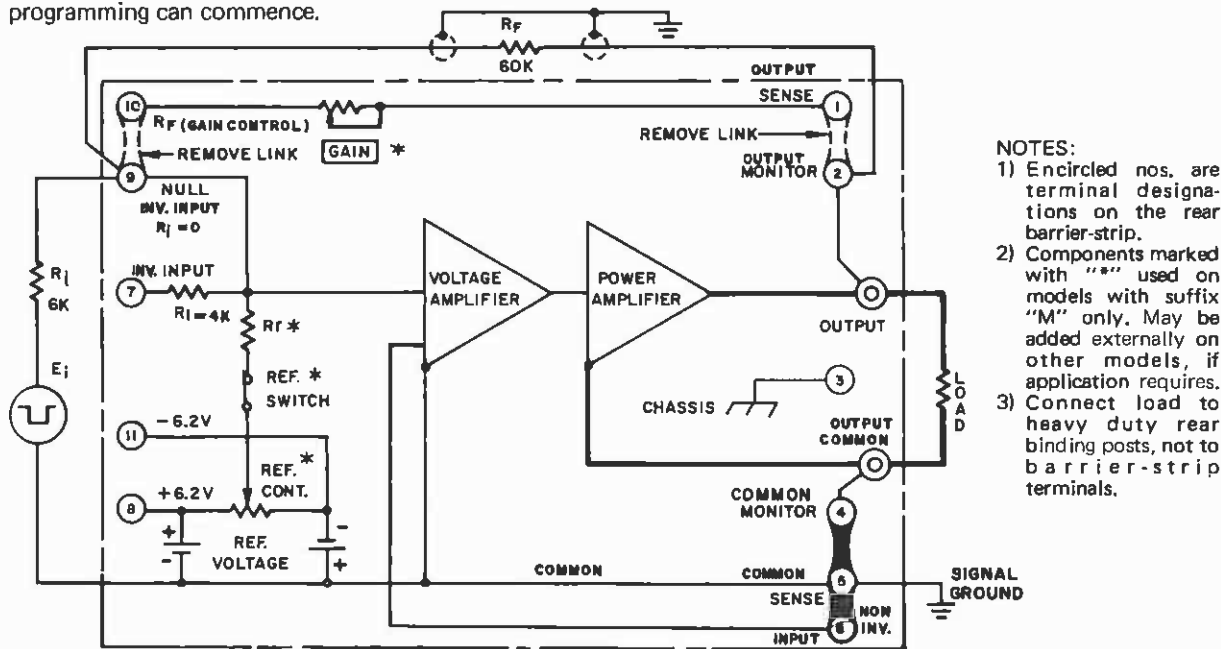 programming can commence.
RF
60K
OUTPUT
10
SENSE
1
RF (GAIN CONTROL)
REMOVE LINK
REMOVE LINK
GAIN *
OUTPUT
MONITOR
2
9
NULL
INV. INPUT
Ri = 0
Ri
6K
INV. INPUT
7
Ri = 4K
Rr *
VOLTAGE
AMPLIFIER
POWER
AMPLIFIER
OUTPUT
REF. *
SWITCH
Ei
CHASSIS
3
LOAD
11
-6.2V
OUTPUT
COMMON
REF. *
CONT.
8
+6.2V
COMMON
MONITOR
4
+
-
REF.
VOLTAGE
-
+
COMMON
COMMON
5
SENSE
SIGNAL
GROUND
NON
INV.
6
INPUT
NOTES:
1) Encircled nos. are
terminal designa-
tions on the rear
barrier-strip.
2) Components marked
with "*" used on
models with suffix
"M" only. May be
added externally on
other models, if
application requires.
3) Connect load to
heavy duty rear
binding posts, not to
barrier-strip
terminals.